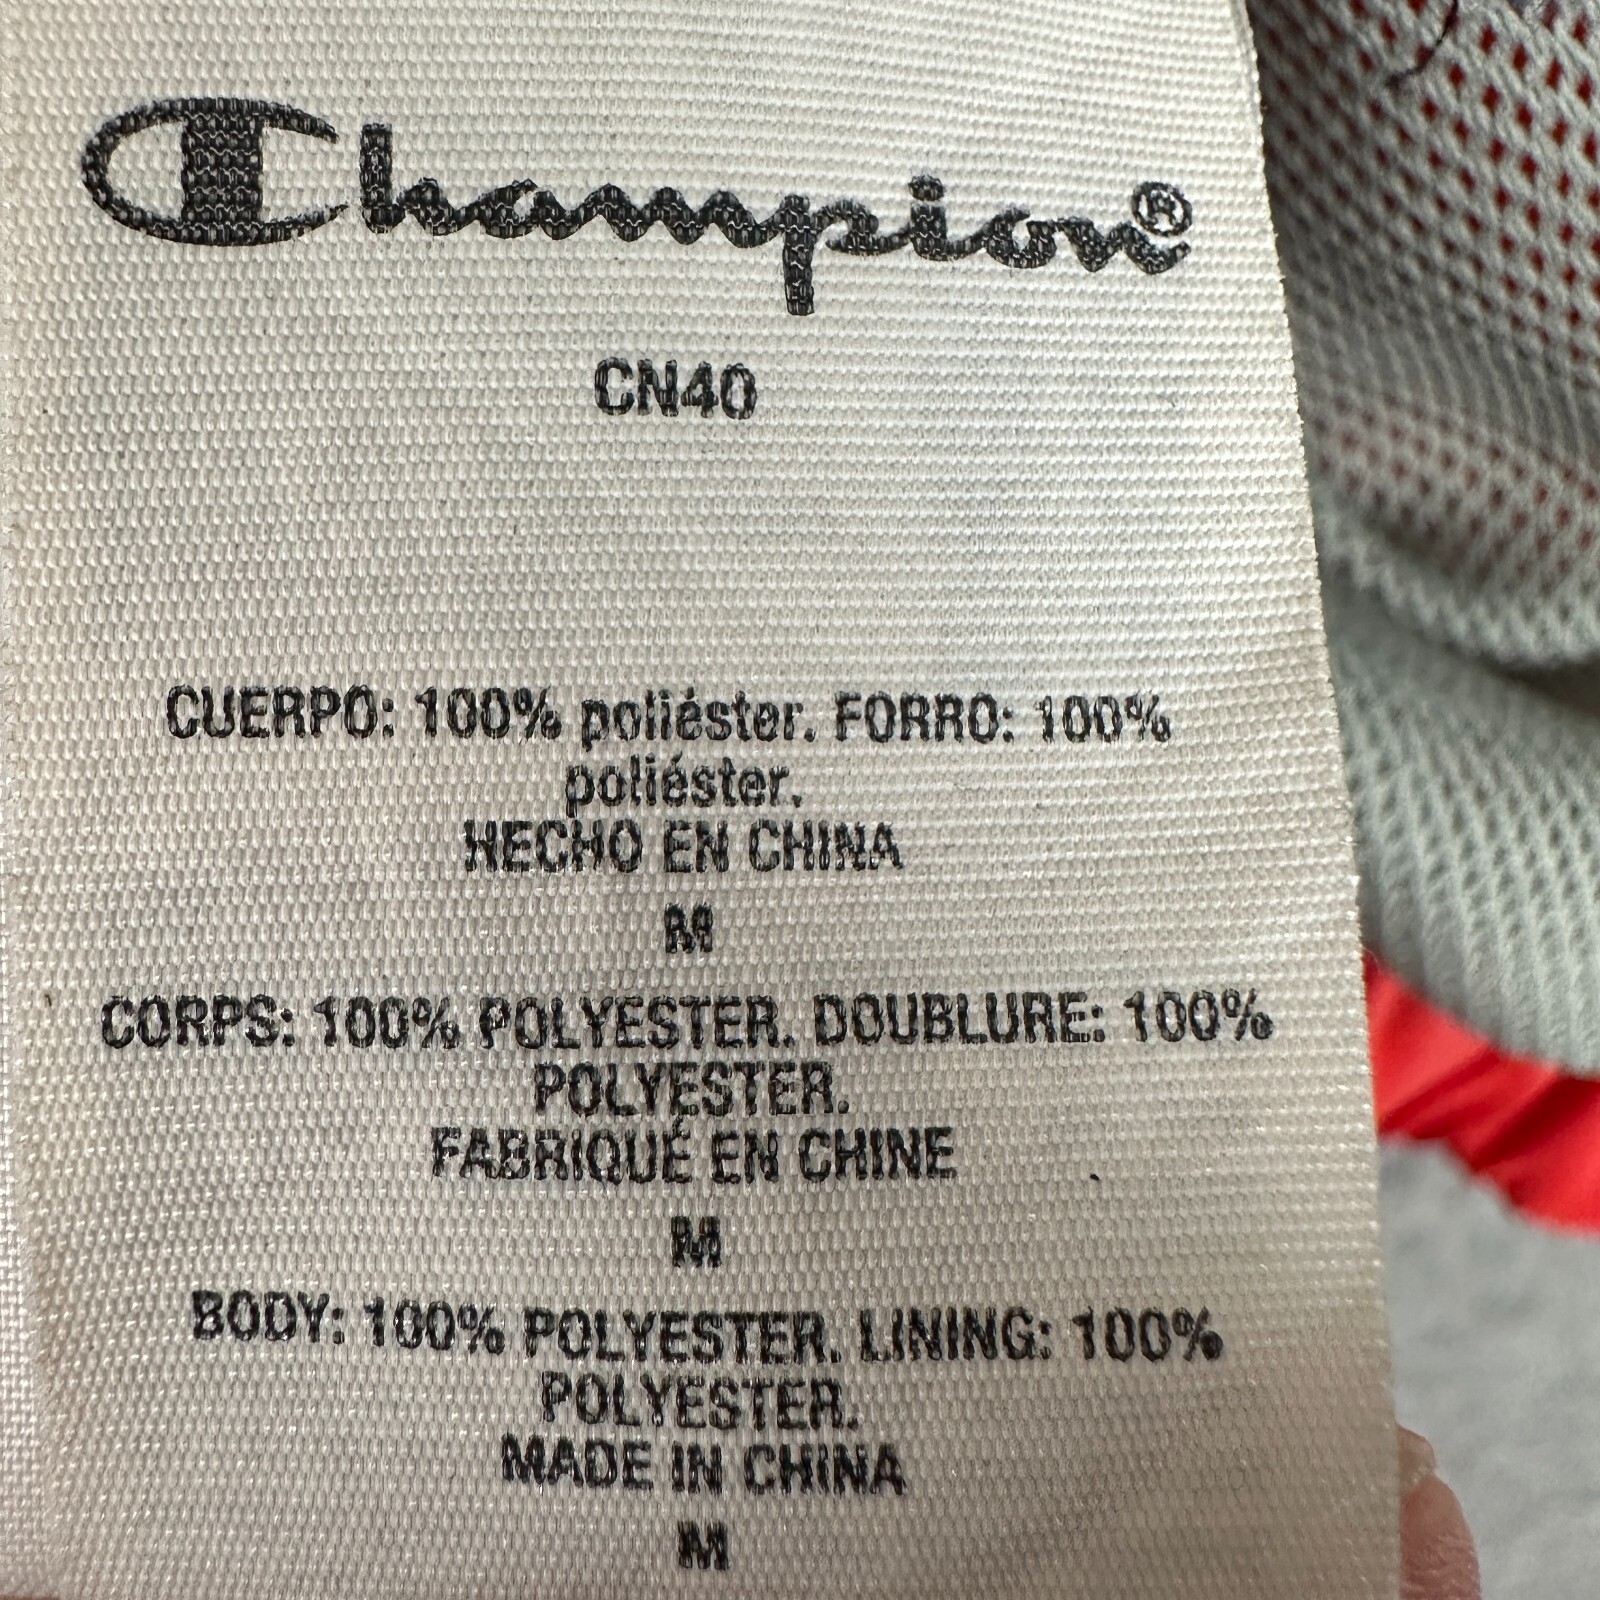 Champion®
CN40
CUERPO: 100% poliéster. FORRO: 100%
poliéster.
HECHO EN CHINA
M
CORPS: 100% POLYESTER. DOUBLURE: 100%
POLYESTER.
FABRIQUÉ EN CHINE
M
BODY: 100% POLYESTER. LINING: 100%
POLYESTER.
MADE IN CHINA
M